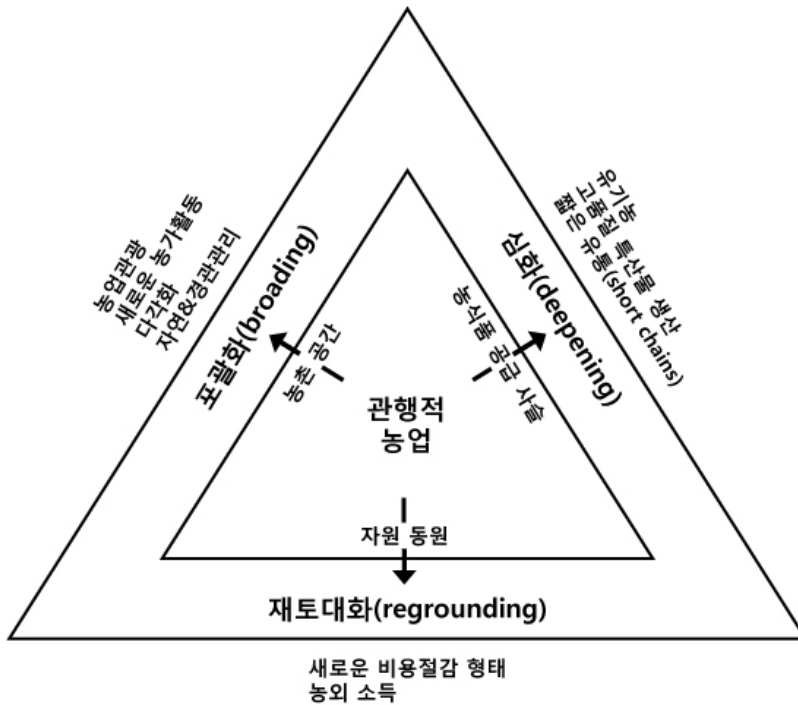 농업관광
새로운 농가활동
다각화
자연&경관관리
포괄화(broading)
농촌 공간
유기농
고품질 특산물 생산
짧은 유통(short chains)
심화(deepening)
농식품 공급 사슬
관행적
농업
자원 동원
재토대화(regrounding)
새로운 비용절감 형태
농외 소득